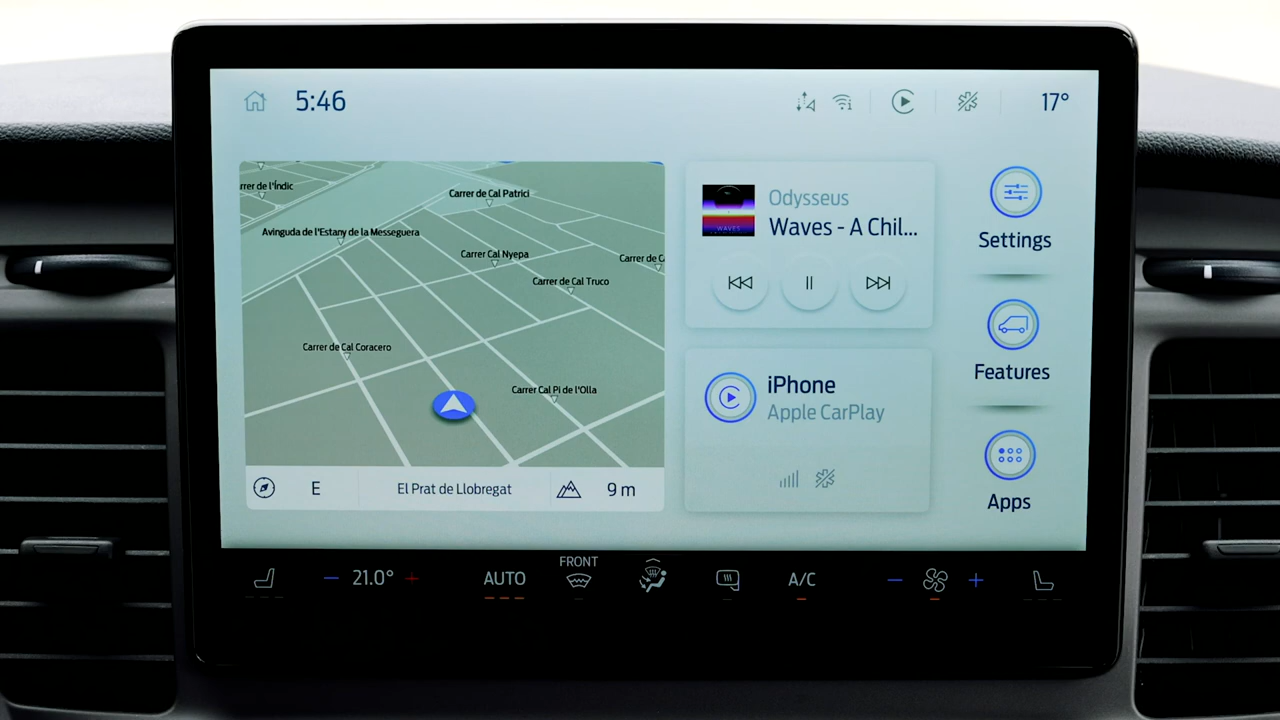 5:46
17°
rrer de l'Índic
Carrer de Cal Patrici
Avinguda de l'Estany de la Messeguera
Carrer Cal Nyepa
Carrer de C
Carrer de Cal Truco
Carrer de Cal Coracero
Carrer Cal Pi de l'Olla
E
El Prat de Llobregat
9 m
Odysseus
Waves - A Chil...
WAVES
iPhone
Apple CarPlay
Settings
Features
Apps
21.0°
AUTO
FRONT
A/C